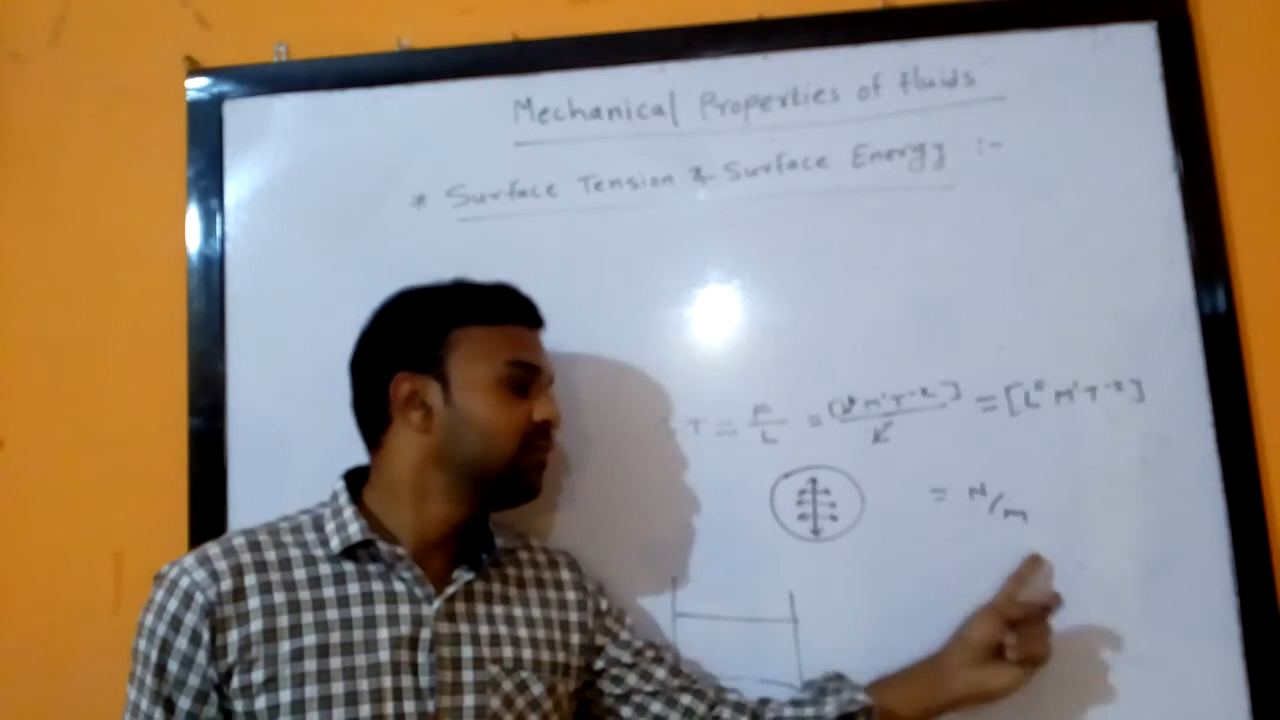 Mechanical Properties of fluids
* Surface Tension & Surface Energy :-
T = F/L = [L¹M¹T⁻²]/L = [L⁰M¹T⁻²]
= N/m